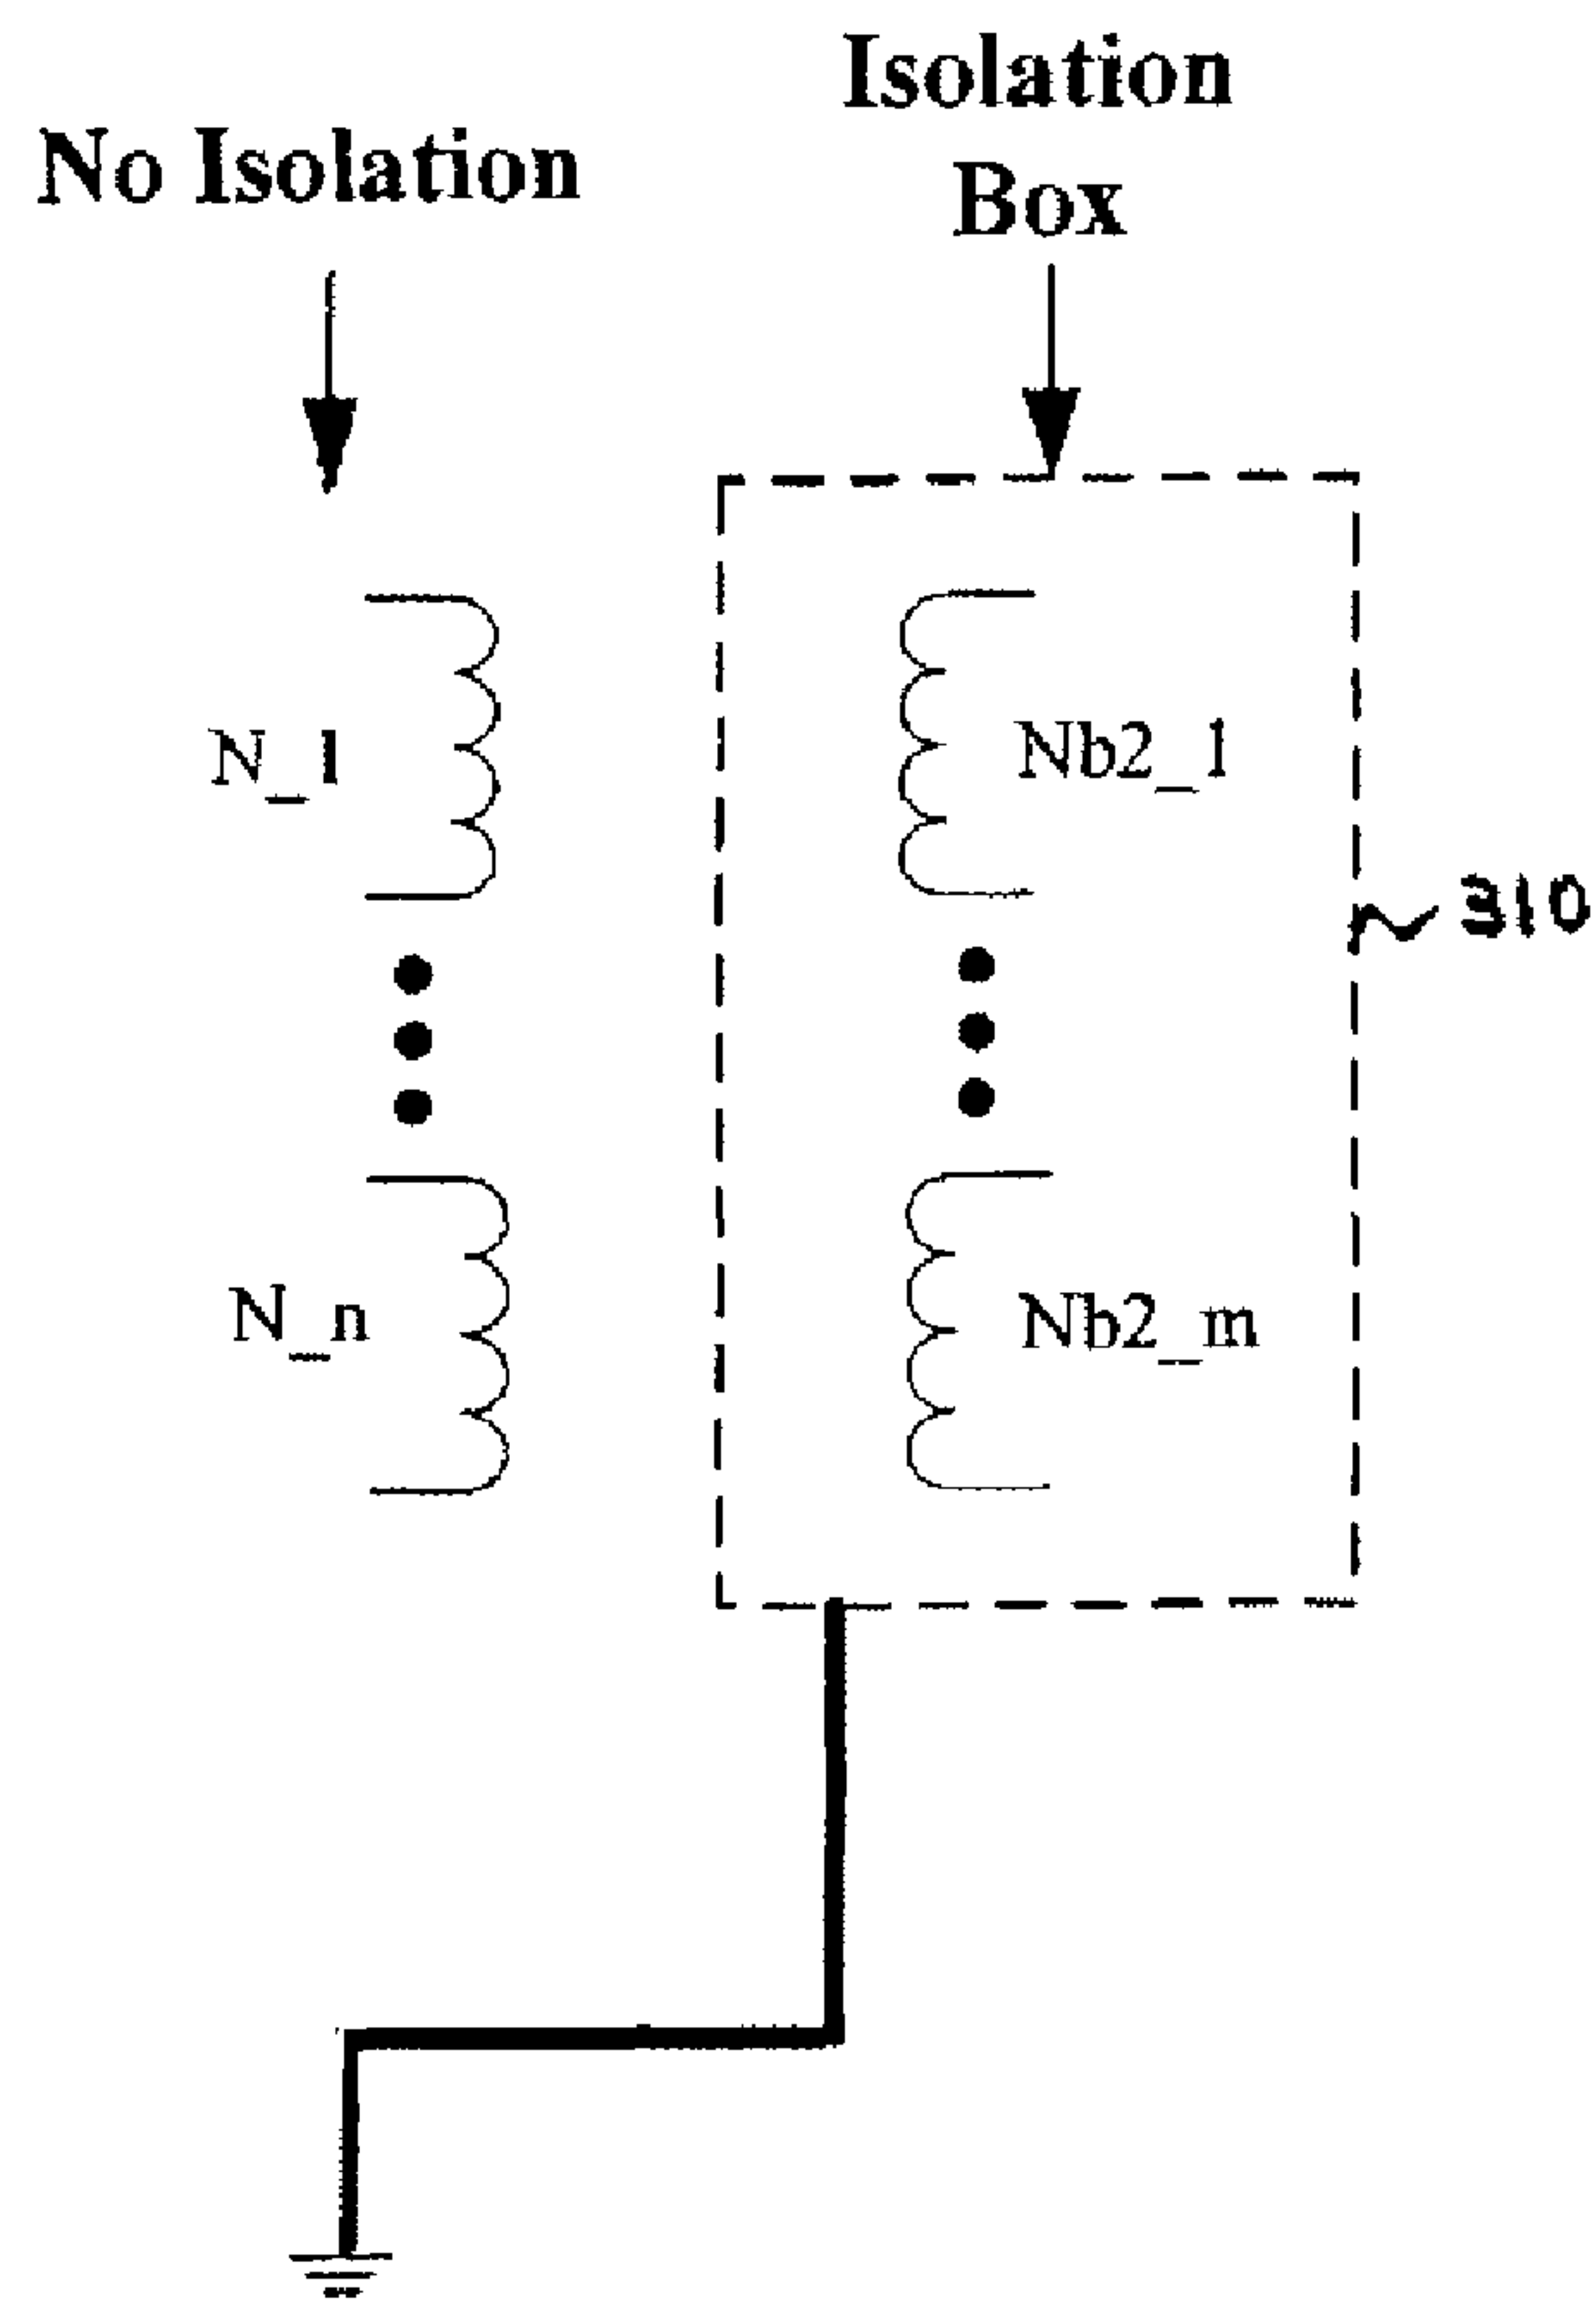 Isolation
Box
No Isolation
N_1
Nb2_1
310
N_n
Nb2_m